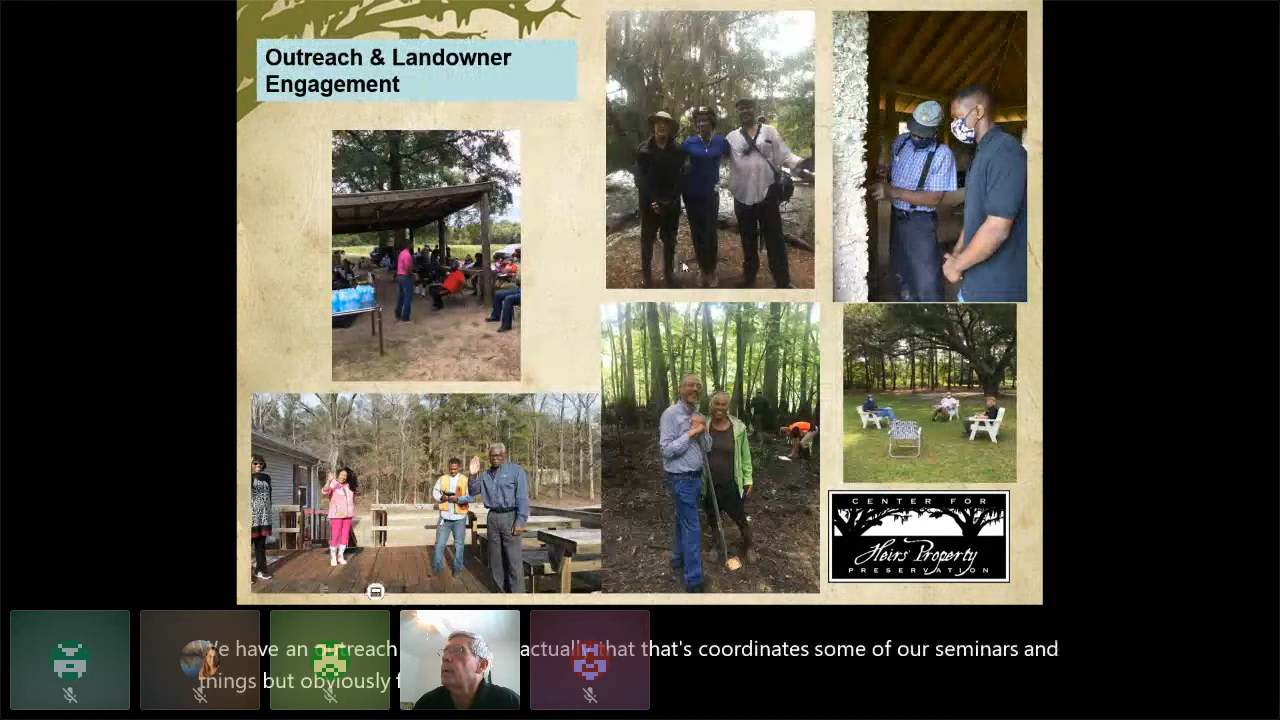 Outreach & Landowner
Engagement
CENTER FOR
Heirs' Property
PRESERVATION
have an outreach actually that that's coordinates some of our seminars and
things but obviously